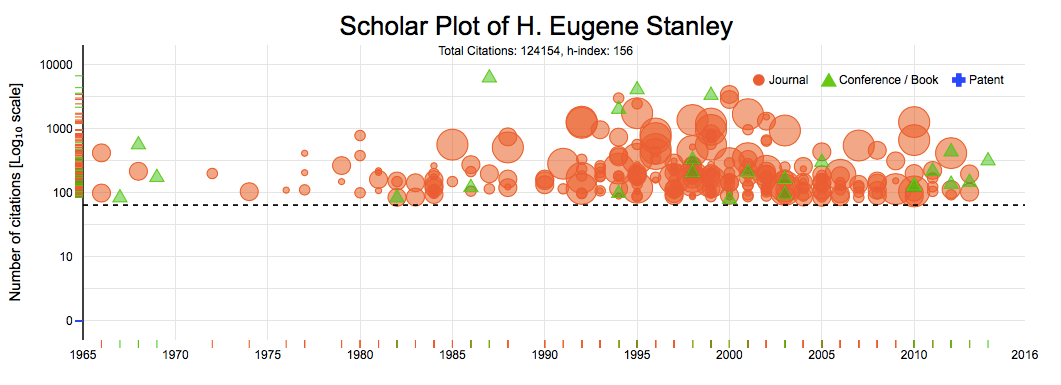 Scholar Plot of H. Eugene Stanley
Total Citations: 124154, h-index: 156
Journal Conference / Book Patent
Number of citations [Log₁₀ scale]
10000
1000
100
10
0
1965 1970 1975 1980 1985 1990 1995 2000 2005 2010 2016